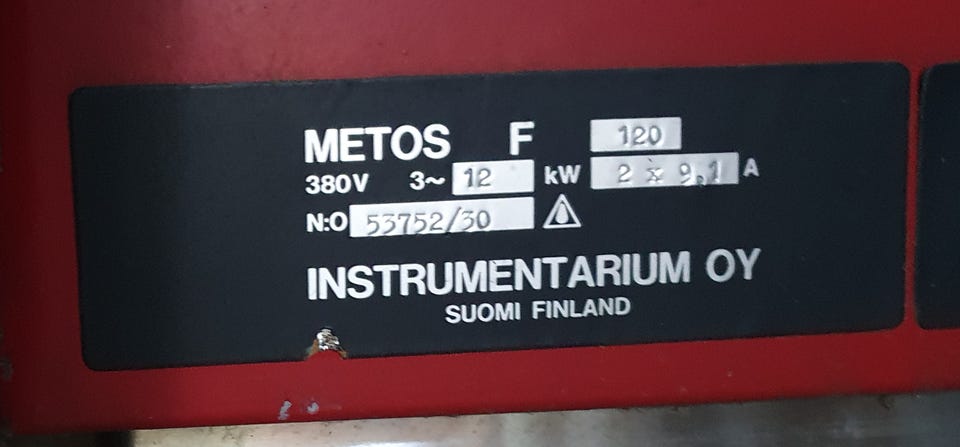 METOS F 120
380V 3~ 12 kW 2 x 9,1 A
N:O 53752/30
INSTRUMENTARIUM OY
SUOMI FINLAND